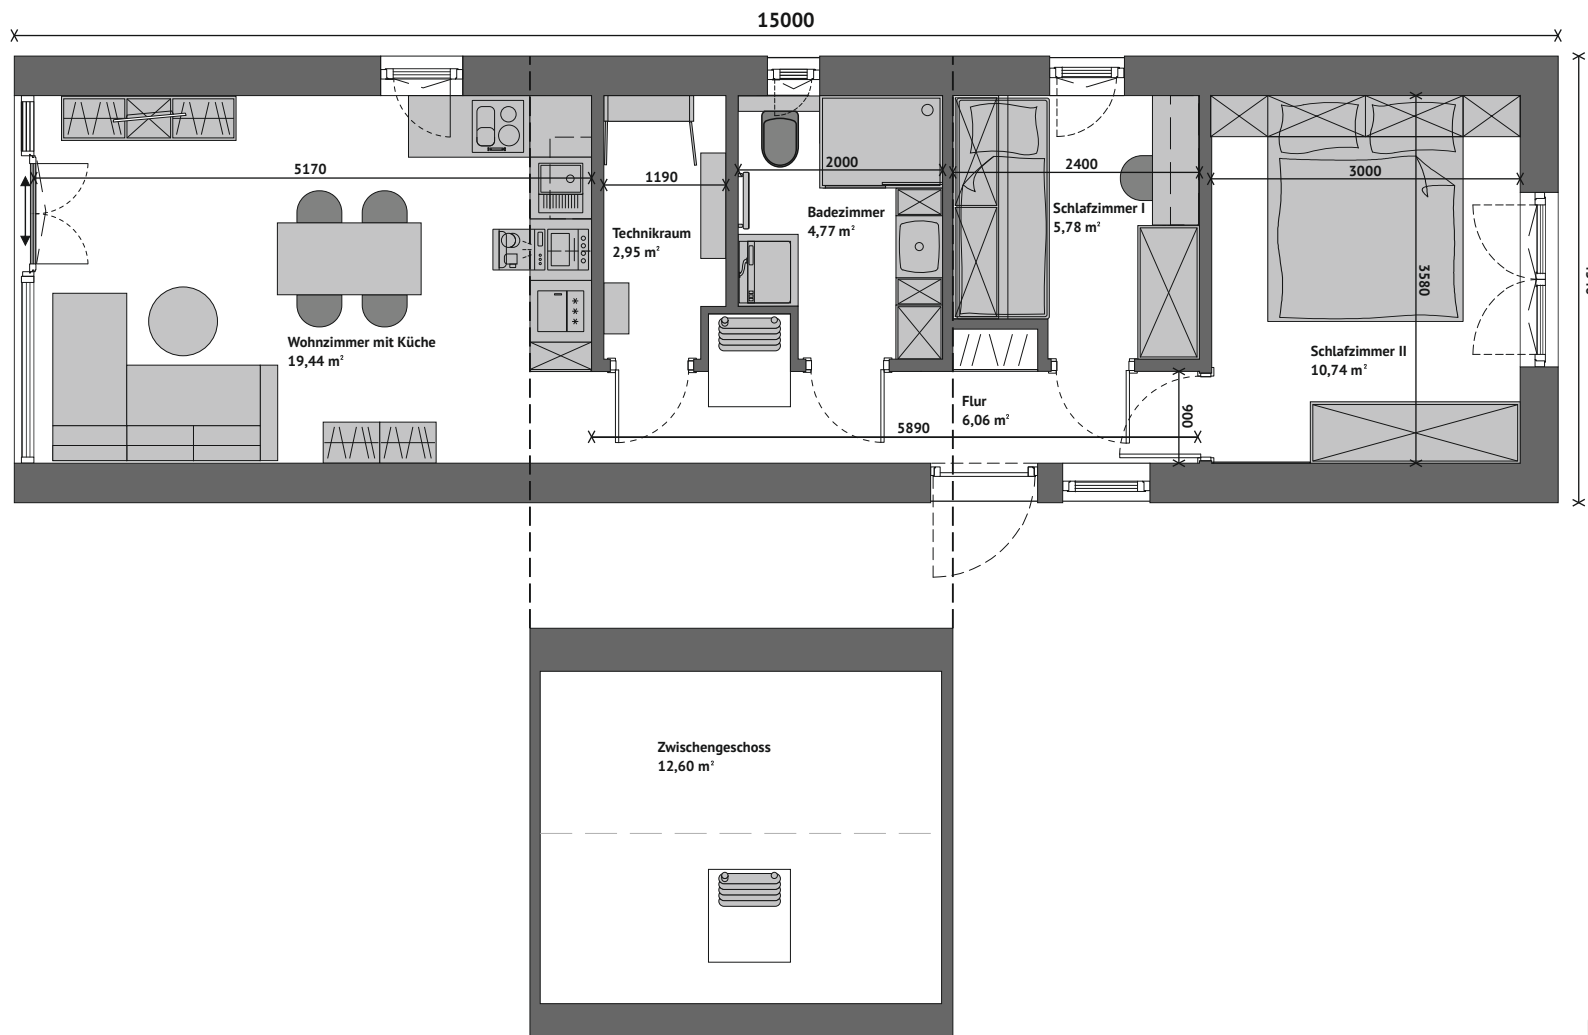 15000
5170
1190
2000
2400
3000
Technikraum
2,95 m²
Badezimmer
4,77 m²
Schlafzimmer I
5,78 m²
3580
Wohnzimmer mit Küche
19,44 m²
Schlafzimmer II
10,74 m²
Flur
6,06 m²
900
5890
Zwischengeschoss
12,60 m²